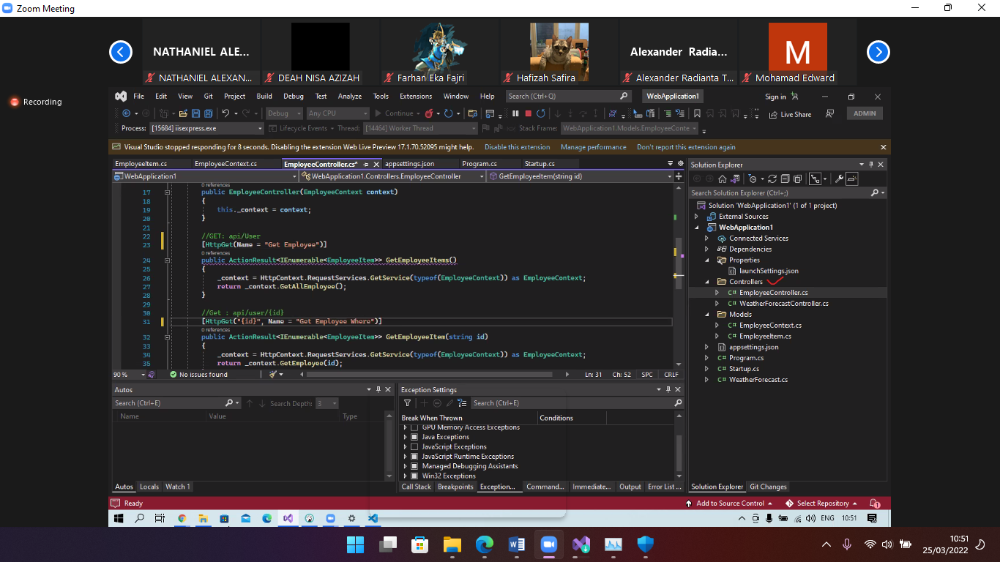 Zoom Meeting
NATHANIEL ALE...
Alexander Radia...
M
NATHANIEL ALEXAN...
DEAH NISA AZIZAH
Farhan Eka Fajri
Hafizah Safira
Alexander Radianta T...
Mohamad Edward
Recording
File Edit View Git Project Build Debug Test Analyze Tools Extensions Window Help Search (Ctrl+Q) WebApplication1 Sign in
Debug Any CPU Continue Live Share ADMIN
Process: [15684] iisexpress.exe Lifecycle Events Thread: [14464] Worker Thread Stack Frame: WebApplication1.Models.EmployeeConte
Visual Studio stopped responding for 8 seconds. Disabling the extension Web Live Preview 17.1.70.52095 might help. Disable this extension Manage performance Don't report this extension again
EmployeeItem.cs EmployeeContext.cs EmployeeController.cs* appsettings.json Program.cs Startup.cs
WebApplication1 WebApplication1.Controllers.EmployeeController GetEmployeeItem(string id)
0 references
17 public EmployeeController(EmployeeContext context)
18 {
19 this._context = context;
20 }
21
22 //GET: api/User
23 [HttpGet(Name = "Get Employee")]
0 references
24 public ActionResult<IEnumerable<EmployeeItem>> GetEmployeeItems()
25 {
26 _context = HttpContext.RequestServices.GetService(typeof(EmployeeContext)) as EmployeeContext;
27 return _context.GetAllEmployee();
28 }
29
30 //Get : api/user/{id}
31 [HttpGet("{id}", Name = "Get Employee Where")]
0 references
32 public ActionResult<IEnumerable<EmployeeItem>> GetEmployeeItem(string id)
33 {
34 _context = HttpContext.RequestServices.GetService(typeof(EmployeeContext)) as EmployeeContext;
35 return _context.GetEmployee(id);
90 % No issues found Ln: 31 Ch: 52 SPC CRLF
Solution Explorer
Search Solution Explorer (Ctrl+;)
Solution 'WebApplication1' (1 of 1 project)
External Sources
WebApplication1
Connected Services
Dependencies
Properties
launchSettings.json
Controllers
C# EmployeeController.cs
C# WeatherForecastController.cs
Models
C# EmployeeContext.cs
C# EmployeeItem.cs
appsettings.json
C# Program.cs
C# Startup.cs
C# WeatherForecast.cs
Solution Explorer Git Changes
Autos
Search (Ctrl+E) Search Depth: 3
Name Value Type
Autos Locals Watch 1
Exception Settings
Search (Ctrl+E)
Break When Thrown Conditions
GPU Memory Access Exceptions
Java Exceptions
JavaScript Exceptions
JavaScript Runtime Exceptions
Managed Debugging Assistants
Win32 Exceptions
Call Stack Breakpoints Exception... Command... Immediate... Output Error List ...
Ready Add to Source Control Select Repository 1
ENG 10:51
10:51
25/03/2022